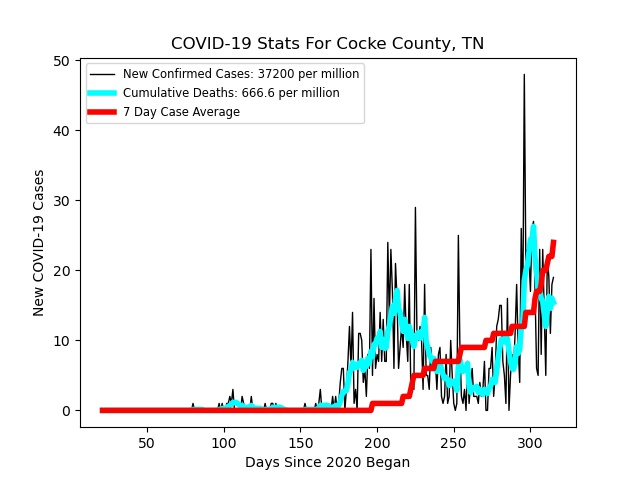 COVID-19 Stats For Cocke County, TN
New Confirmed Cases: 37200 per million
Cumulative Deaths: 666.6 per million
7 Day Case Average
New COVID-19 Cases
50
40
30
20
10
0
50 100 150 200 250 300
Days Since 2020 Began